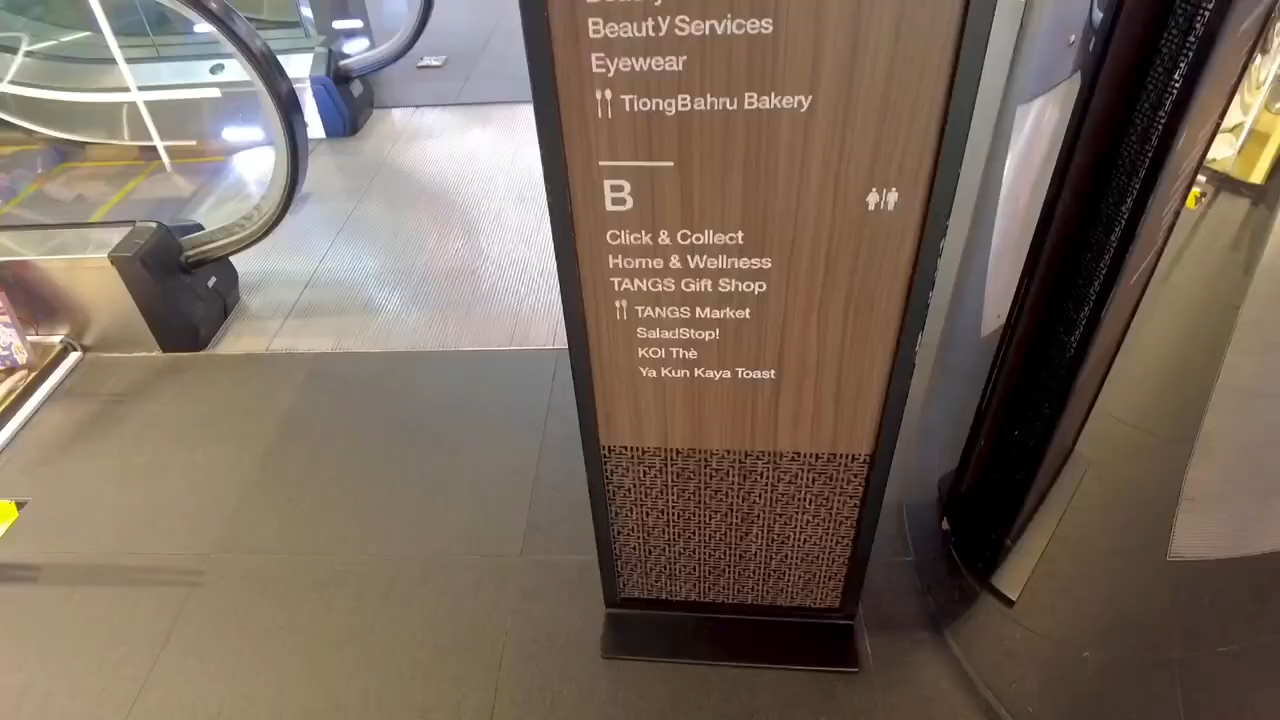 Beauty Services
Eyewear
TiongBahru Bakery
B
Click & Collect
Home & Wellness
TANGS Gift Shop
TANGS Market
SaladStop!
KOI Thè
Ya Kun Kaya Toast